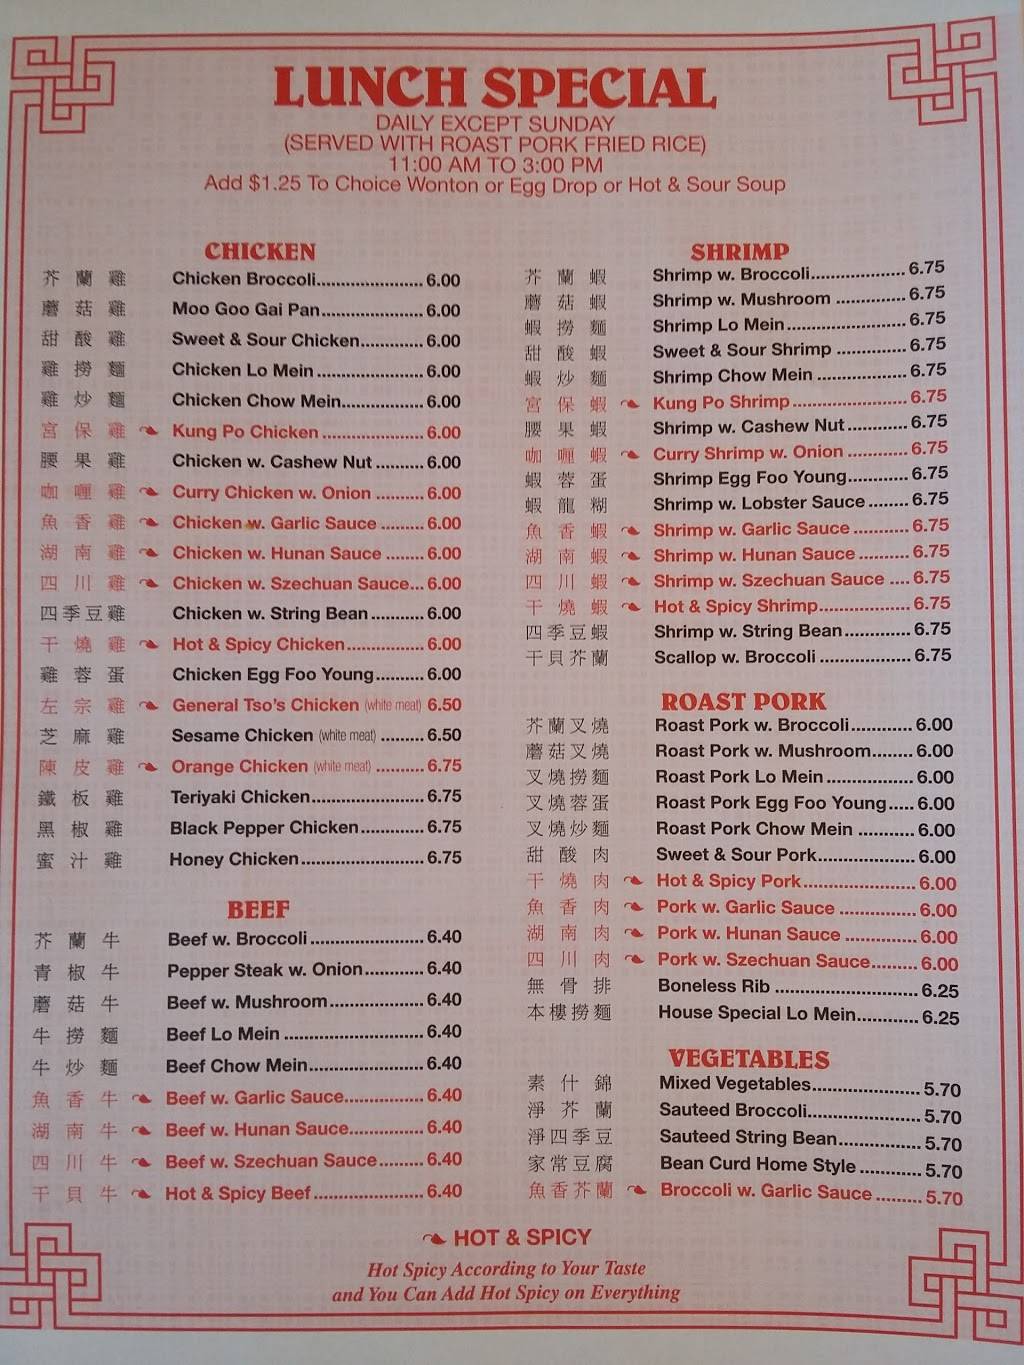 LUNCH SPECIAL
DAILY EXCEPT SUNDAY
(SERVED WITH ROAST PORK FRIED RICE)
11:00 AM TO 3:00 PM
Add $1.25 To Choice Wonton or Egg Drop or Hot & Sour Soup
CHICKEN
芥蘭雞 Chicken Broccoli 6.00
蘑菇雞 Moo Goo Gai Pan 6.00
甜酸雞 Sweet & Sour Chicken 6.00
雞撈麵 Chicken Lo Mein 6.00
雞炒麵 Chicken Chow Mein 6.00
宮保雞 Kung Po Chicken 6.00
腰果雞 Chicken w. Cashew Nut 6.00
咖喱雞 Curry Chicken w. Onion 6.00
魚香雞 Chicken w. Garlic Sauce 6.00
湖南雞 Chicken w. Hunan Sauce 6.00
四川雞 Chicken w. Szechuan Sauce 6.00
四季豆雞 Chicken w. String Bean 6.00
干燒雞 Hot & Spicy Chicken 6.00
雞蓉蛋 Chicken Egg Foo Young 6.00
左宗雞 General Tso's Chicken (white meat) 6.50
芝麻雞 Sesame Chicken (white meat) 6.50
陳皮雞 Orange Chicken (white meat) 6.75
鐵板雞 Teriyaki Chicken 6.75
黑椒雞 Black Pepper Chicken 6.75
蜜汁雞 Honey Chicken 6.75
BEEF
芥蘭牛 Beef w. Broccoli 6.40
青椒牛 Pepper Steak w. Onion 6.40
蘑菇牛 Beef w. Mushroom 6.40
牛撈麵 Beef Lo Mein 6.40
牛炒麵 Beef Chow Mein 6.40
魚香牛 Beef w. Garlic Sauce 6.40
湖南牛 Beef w. Hunan Sauce 6.40
四川牛 Beef w. Szechuan Sauce 6.40
干貝牛 Hot & Spicy Beef 6.40
SHRIMP
芥蘭蝦 Shrimp w. Broccoli 6.75
蘑菇蝦 Shrimp w. Mushroom 6.75
蝦撈麵 Shrimp Lo Mein 6.75
甜酸蝦 Sweet & Sour Shrimp 6.75
蝦炒麵 Shrimp Chow Mein 6.75
宮保蝦 Kung Po Shrimp 6.75
腰果蝦 Shrimp w. Cashew Nut 6.75
咖喱蝦 Curry Shrimp w. Onion 6.75
蝦蓉蛋 Shrimp Egg Foo Young 6.75
蝦龍糊 Shrimp w. Lobster Sauce 6.75
魚香蝦 Shrimp w. Garlic Sauce 6.75
湖南蝦 Shrimp w. Hunan Sauce 6.75
四川蝦 Shrimp w. Szechuan Sauce 6.75
干燒蝦 Hot & Spicy Shrimp 6.75
四季豆蝦 Shrimp w. String Bean 6.75
干貝芥蘭 Scallop w. Broccoli 6.75
ROAST PORK
芥蘭叉燒 Roast Pork w. Broccoli 6.00
蘑菇叉燒 Roast Pork w. Mushroom 6.00
叉燒撈麵 Roast Pork Lo Mein 6.00
叉燒蓉蛋 Roast Pork Egg Foo Young 6.00
叉燒炒麵 Roast Pork Chow Mein 6.00
甜酸肉 Sweet & Sour Pork 6.00
干燒肉 Hot & Spicy Pork 6.00
魚香肉 Pork w. Garlic Sauce 6.00
湖南肉 Pork w. Hunan Sauce 6.00
四川肉 Pork w. Szechuan Sauce 6.00
無骨排 Boneless Rib 6.25
本樓撈麵 House Special Lo Mein 6.25
VEGETABLES
素什錦 Mixed Vegetables 5.70
淨芥蘭 Sauteed Broccoli 5.70
淨四季豆 Sauteed String Bean 5.70
家常豆腐 Bean Curd Home Style 5.70
魚香芥蘭 Broccoli w. Garlic Sauce 5.70
HOT & SPICY
Hot Spicy According to Your Taste
and You Can Add Hot Spicy on Everything